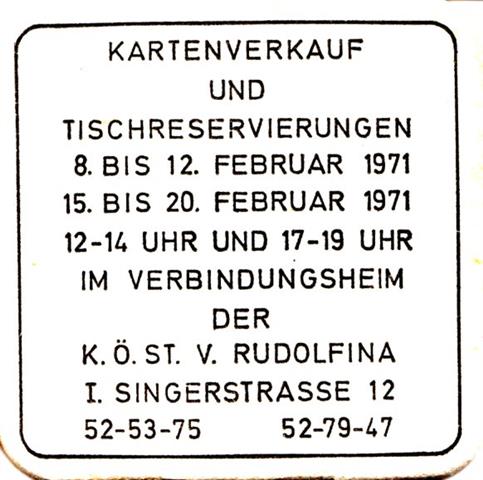 KARTENVERKAUF
UND
TISCHRESERVIERUNGEN
8. BIS 12. FEBRUAR 1971
15. BIS 20. FEBRUAR 1971
12-14 UHR UND 17-19 UHR
IM VERBINDUNGSHEIM
DER
K. Ö. ST. V. RUDOLFINA
I. SINGERSTRASSE 12
52-53-75 52-79-47